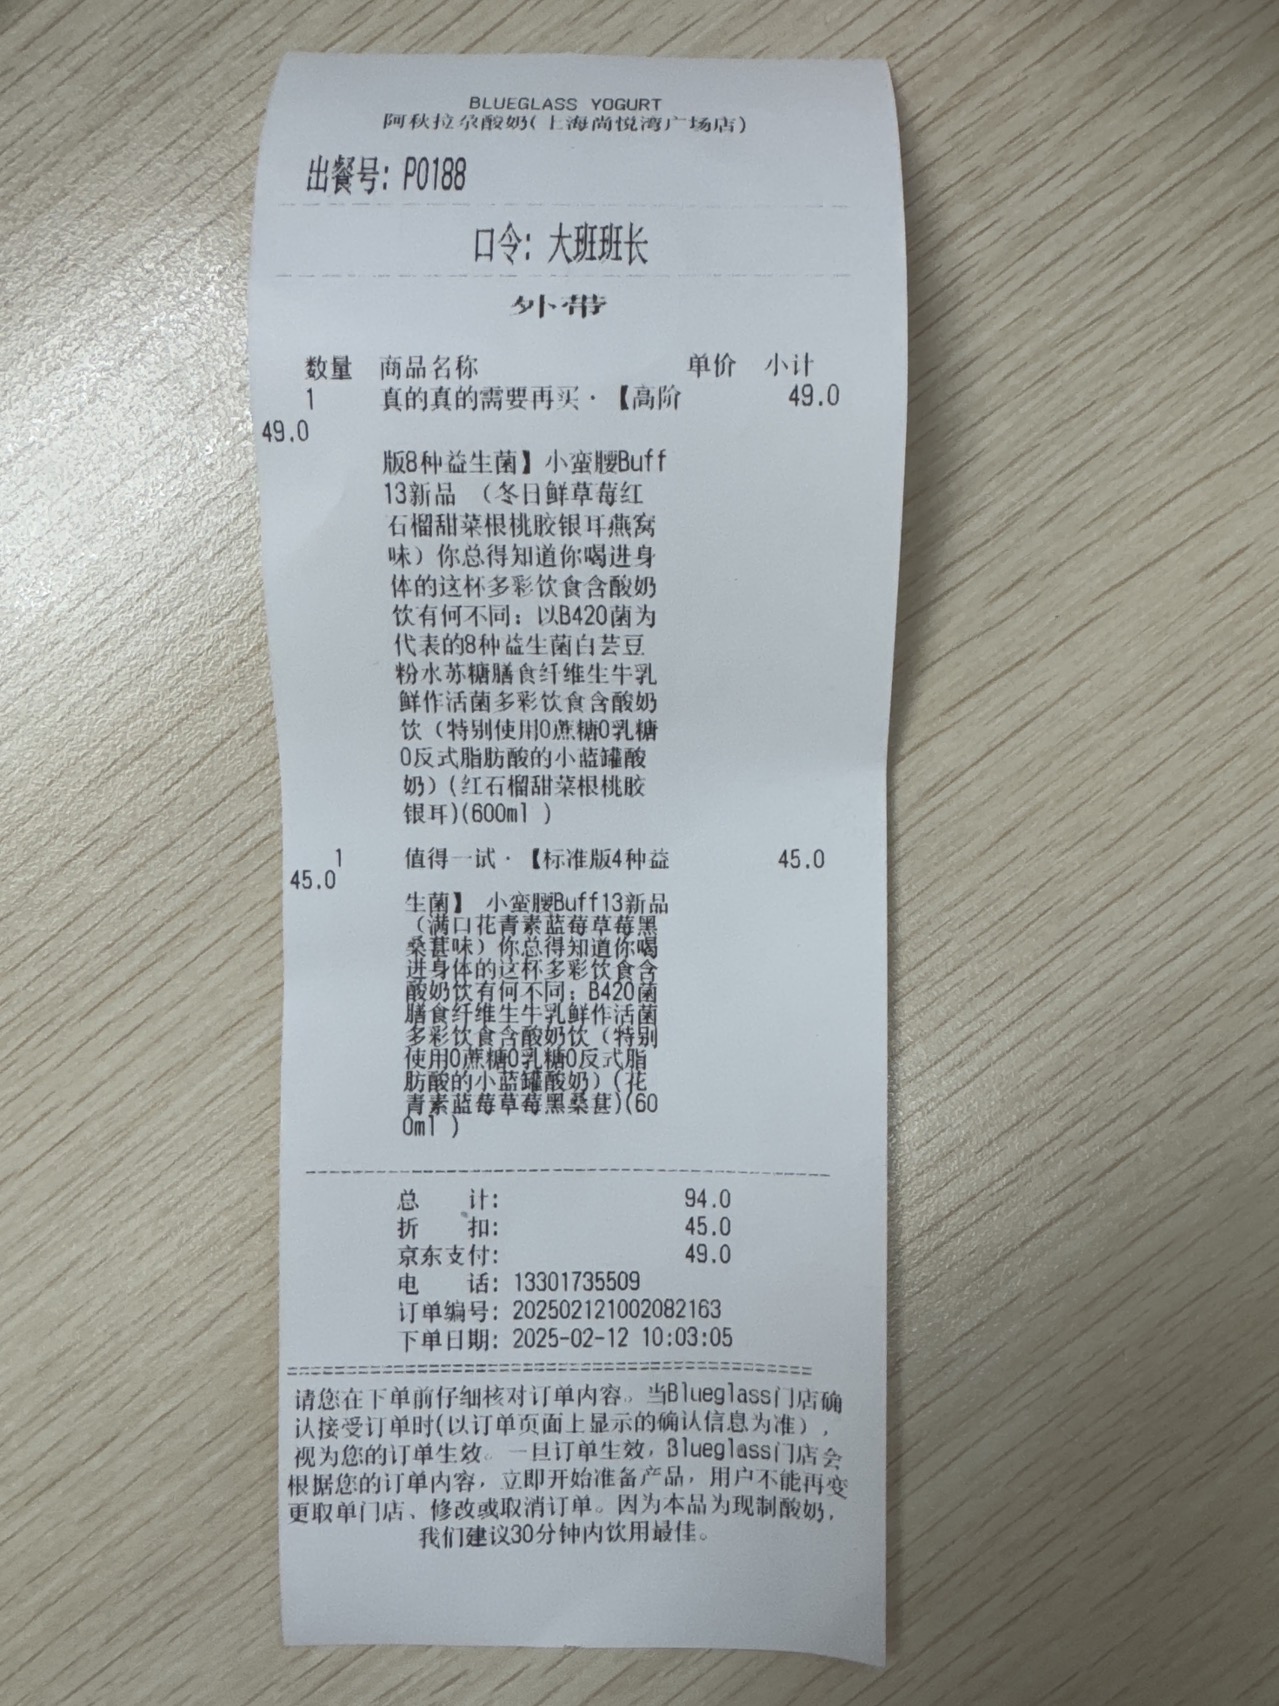 BLUEGLASS YOGURT
阿秋拉尕酸奶(上海尚悦湾广场店)
出餐号: P0188
口令: 大班班长
外带
数量 商品名称 单价 小计
1 真的真的需要再买·【高阶 49.0
49.0
版8种益生菌】小蛮腰Buff
13新品 （冬日鲜草莓红
石榴甜菜根桃胶银耳燕窝
味）你总得知道你喝进身
体的这杯多彩饮食含酸奶
饮有何不同：以B420菌为
代表的8种益生菌白芸豆
粉水苏糖膳食纤维生牛乳
鲜作活菌多彩饮食含酸奶
饮（特别使用0蔗糖0乳糖
0反式脂肪酸的小蓝罐酸
奶）(红石榴甜菜根桃胶
银耳)(600ml )
1 值得一试·【标准版4种益 45.0
45.0
生菌】 小蛮腰Buff13新品
（满口花青素蓝莓草莓黑
桑葚味）你总得知道你喝
进身体的这杯多彩饮食含
酸奶饮有何不同：B420菌
膳食纤维生牛乳鲜作活菌
多彩饮食含酸奶饮（特别
使用0蔗糖0乳糖0反式脂
肪酸的小蓝罐酸奶）(花
青素蓝莓草莓黑桑葚)(60
0ml )
总 计: 94.0
折 扣: 45.0
京东支付: 49.0
电 话: 13301735509
订单编号: 202502121002082163
下单日期: 2025-02-12 10:03:05
请您在下单前仔细核对订单内容。当Blueglass门店确
认接受订单时(以订单页面上显示的确认信息为准)，
视为您的订单生效。一旦订单生效，Blueglass门店会
根据您的订单内容，立即开始准备产品，用户不能再变
更取单门店、修改或取消订单。因为本品为现制酸奶，
我们建议30分钟内饮用最佳。